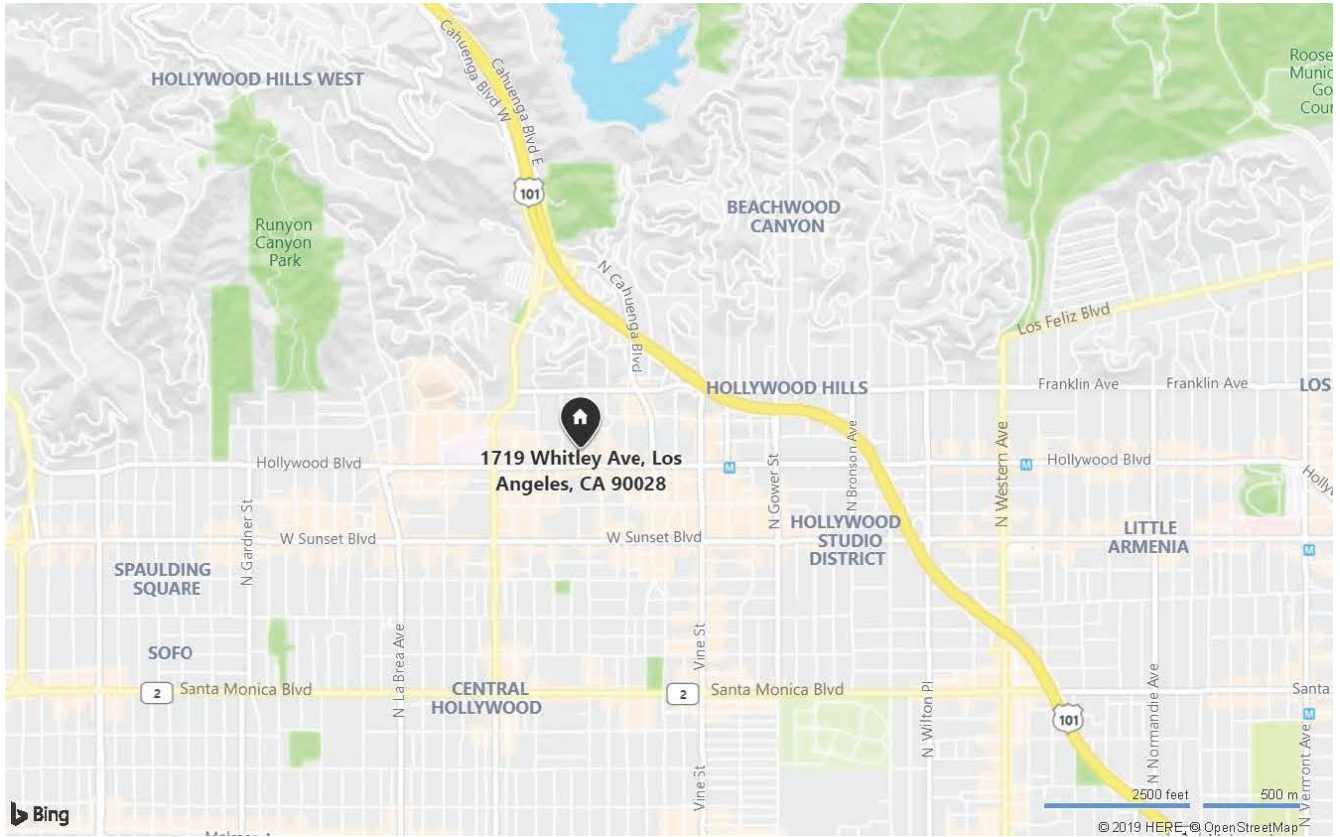 HOLLYWOOD HILLS WEST
Cahuenga Blvd W
Cahuenga Blvd E
101
Runyon
Canyon
Park
BEACHWOOD
CANYON
Roose
Munic
Go
Cour
N Cahuenga Blvd
Los Feliz Blvd
HOLLYWOOD HILLS
Franklin Ave
Franklin Ave
LOS
1719 Whitley Ave, Los
Angeles, CA 90028
Hollywood Blvd
M
N Gower St
N Bronson Ave
N Western Ave
M
Hollywood Blvd
Hollyw
N Gardner St
W Sunset Blvd
W Sunset Blvd
HOLLYWOOD
STUDIO
DISTRICT
LITTLE
ARMENIA
M
SPAULDING
SQUARE
SOFO
N La Brea Ave
Vine St
2
Santa Monica Blvd
CENTRAL
HOLLYWOOD
2
Santa Monica Blvd
N Wilton Pl
101
N Normandie Ave
Santa
M
N Vermont Ave
Vine St
2500 feet
500 m
Bing
© 2019 HERE, © OpenStreetMap